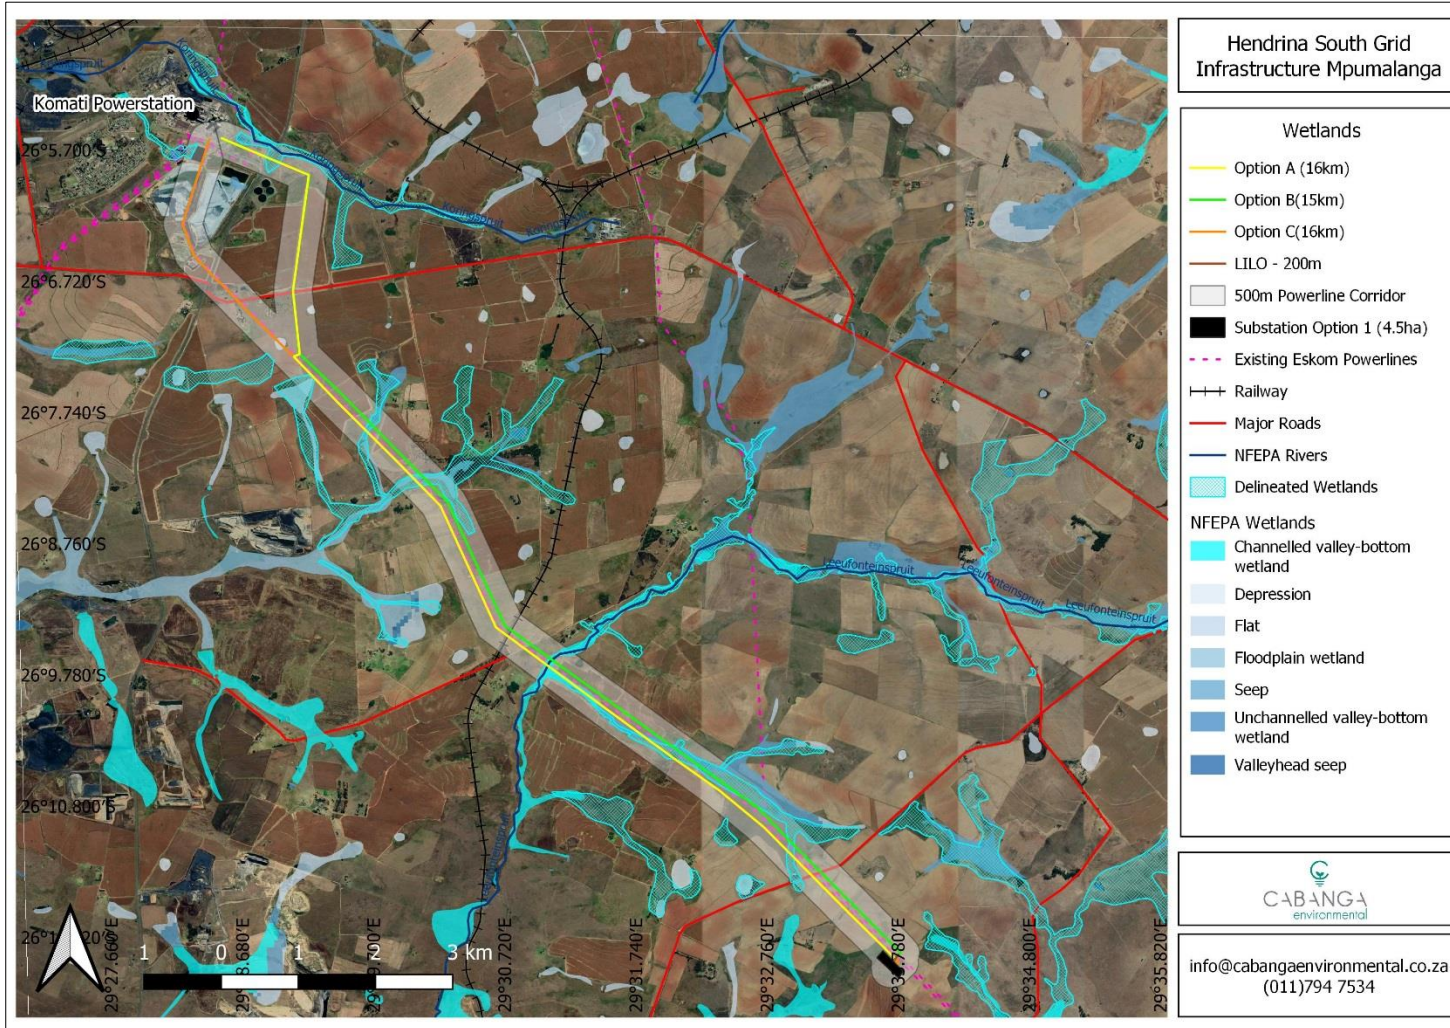 Hendrina South Grid
Infrastructure Mpumalanga
Wetlands
Option A (16km)
Option B(15km)
Option C(16km)
LILO - 200m
500m Powerline Corridor
Substation Option 1 (4.5ha)
Existing Eskom Powerlines
Railway
Major Roads
NFEPA Rivers
Delineated Wetlands
NFEPA Wetlands
Channelled valley-bottom
wetland
Depression
Flat
Floodplain wetland
Seep
Unchannelled valley-bottom
wetland
Valleyhead seep
CABANGA
environmental
info@cabangaenvironmental.co.za
(011)794 7534
Komati Powerstation
26°5.700'S
Koringspruit
Koringspruit
26°6.720'S
26°7.740'S
26°8.760'S
Leeufonteinspruit
Leeufonteinspruit
Leeufonteinspruit
26°9.780'S
26°10.800'S
1 0 1 2 3 km
29°27.660'E
29°30.720'E
29°31.740'E
29°32.760'E
29°34.800'E
29°35.820'E